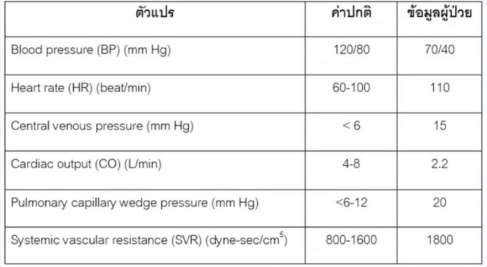 ตัวแปร ค่าปกติ ข้อมูลผู้ป่วย
Blood pressure (BP) (mm Hg) 120/80 70/40
Heart rate (HR) (beat/min) 60-100 110
Central venous pressure (mm Hg) < 6 15
Cardiac output (CO) (L/min) 4-8 2.2
Pulmonary capillary wedge pressure (mm Hg) <6-12 20
Systemic vascular resistance (SVR) (dyne-sec/cm⁵) 800-1600 1800